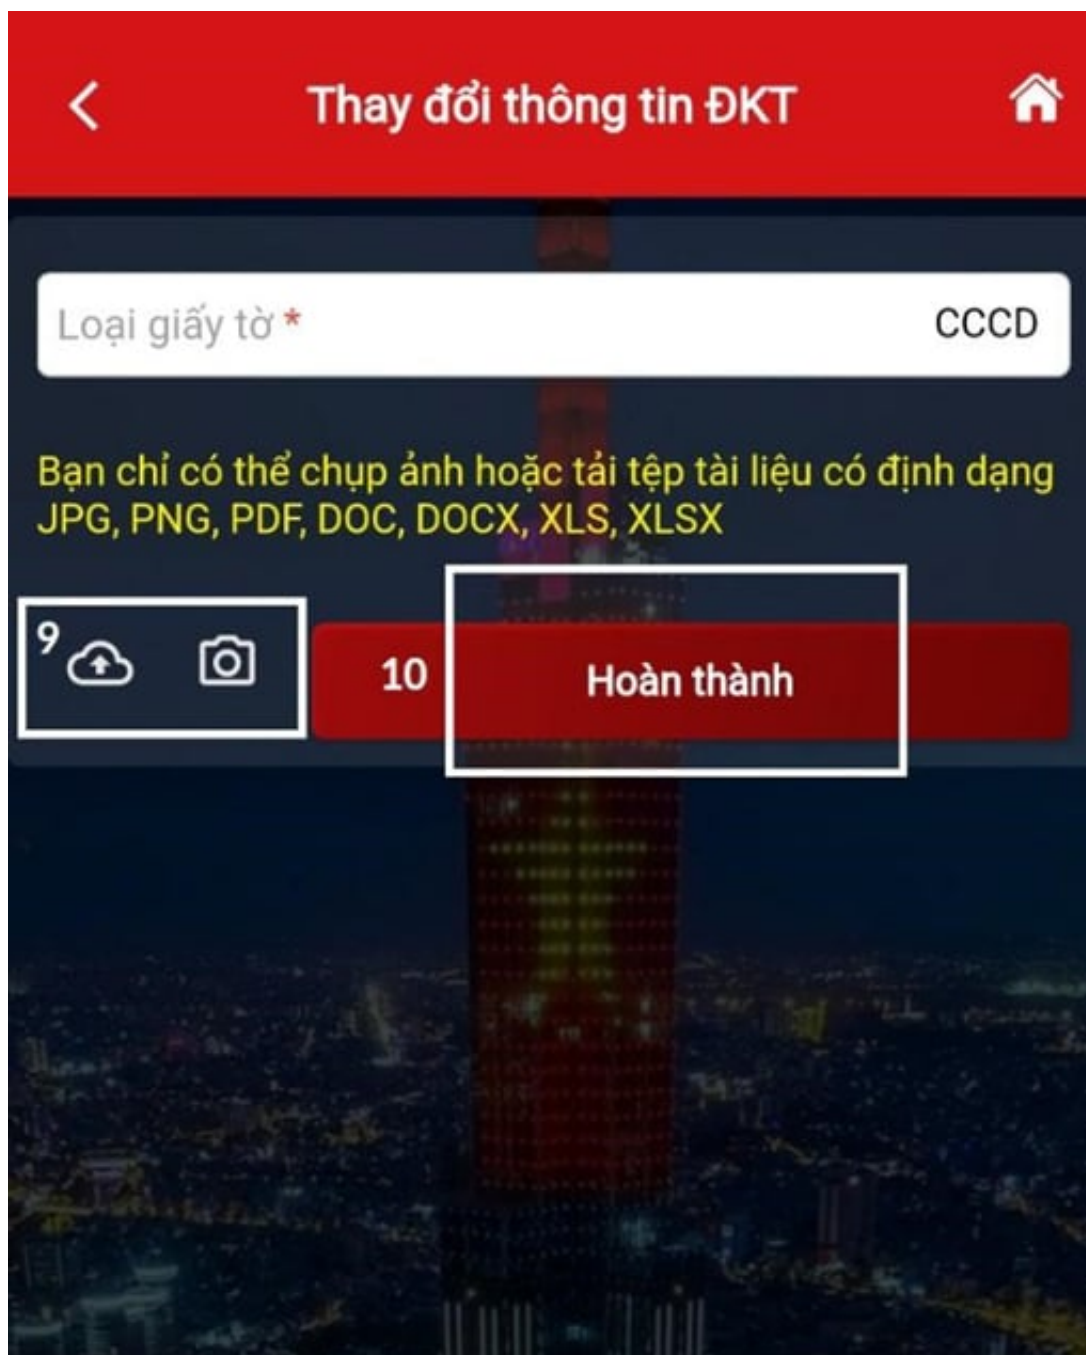 Thay đổi thông tin ĐKT
Loại giấy tờ * CCCD
Bạn chỉ có thể chụp ảnh hoặc tải tệp tài liệu có định dạng
JPG, PNG, PDF, DOC, DOCX, XLS, XLSX
9
10 Hoàn thành